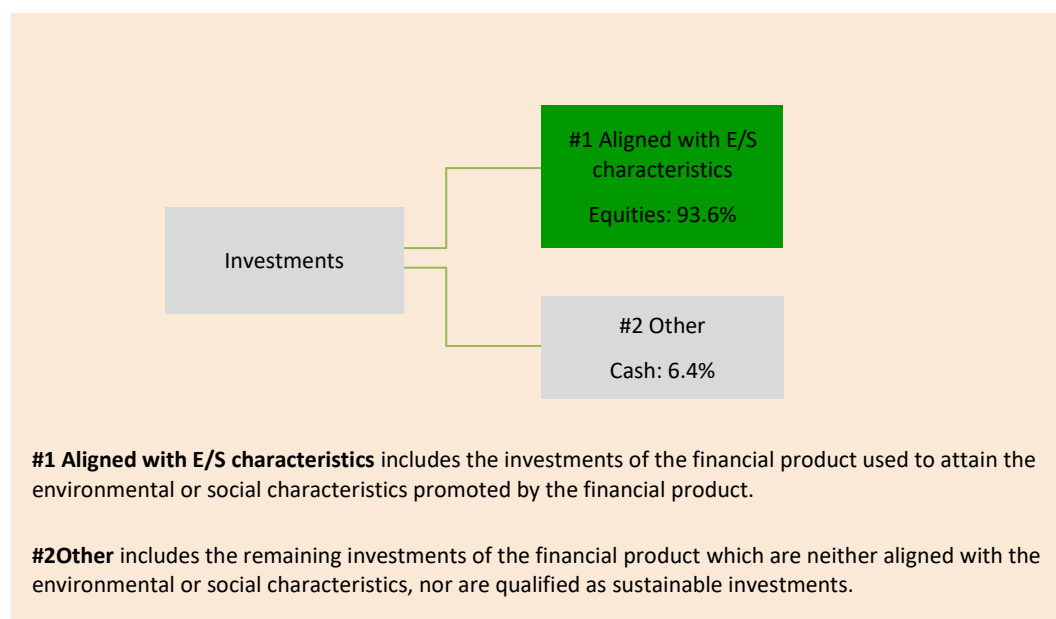 #1 Aligned with E/S
characteristics
Equities: 93.6%
Investments
#2 Other
Cash: 6.4%
#1 Aligned with E/S characteristics includes the investments of the financial product used to attain the
environmental or social characteristics promoted by the financial product.
#2Other includes the remaining investments of the financial product which are neither aligned with the
environmental or social characteristics, nor are qualified as sustainable investments.